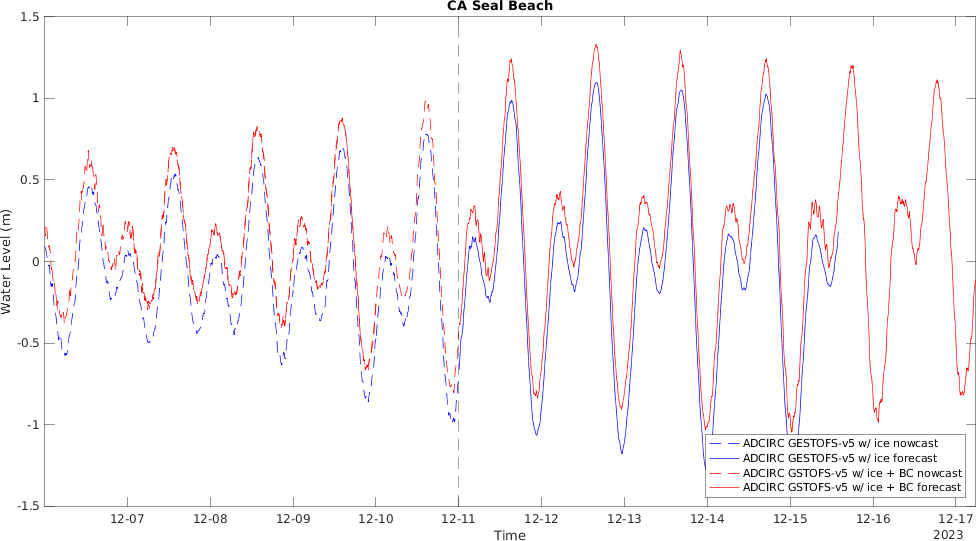 CA Seal Beach
1.5
1
0.5
0
-0.5
-1
-1.5
Water Level (m)
12-07
12-08
12-09
12-10
12-11
12-12
12-13
12-14
12-15
12-16
12-17
Time
2023
ADCIRC GESTOFS-v5 w/ ice nowcast
ADCIRC GESTOFS-v5 w/ ice forecast
ADCIRC GSTOFS-v5 w/ ice + BC nowcast
ADCIRC GSTOFS-v5 w/ ice + BC forecast